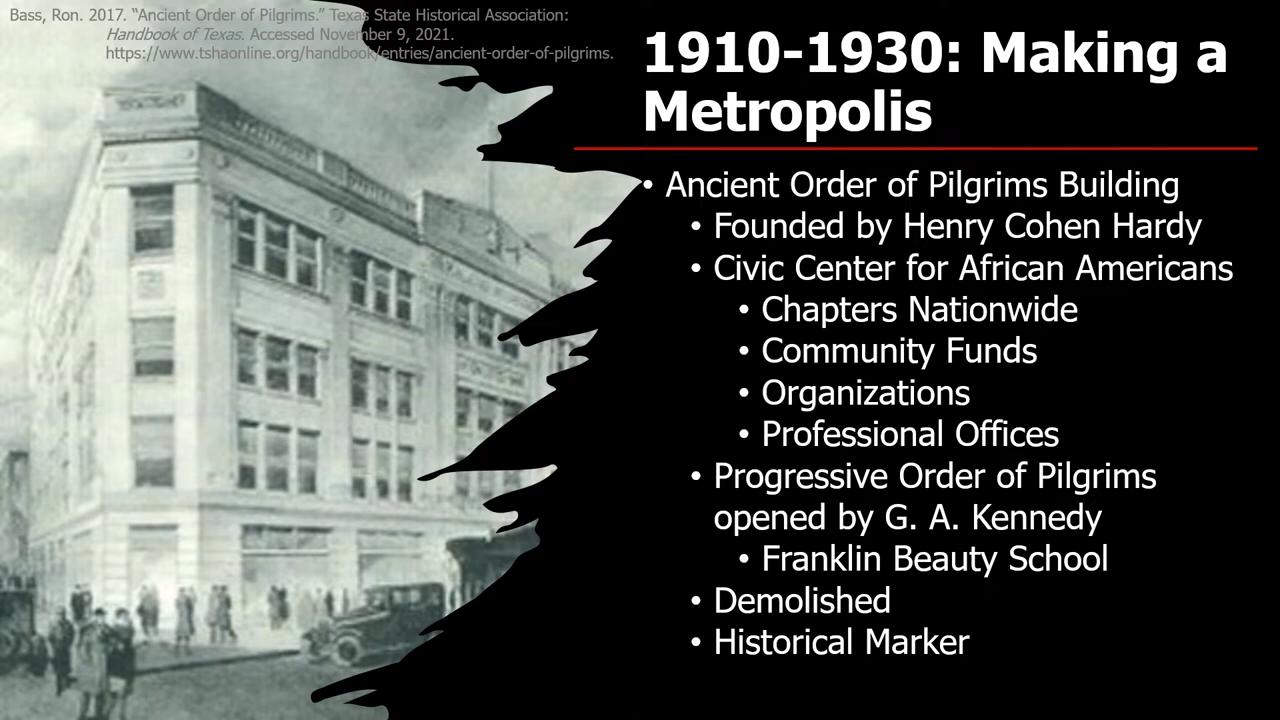 Bass, Ron. 2017. “Ancient Order of Pilgrims.” Texas State Historical Association:
Handbook of Texas. Accessed November 9, 2021.
https://www.tshaonline.org/handbook/entries/ancient-order-of-pilgrims.
1910-1930: Making a
Metropolis
• Ancient Order of Pilgrims Building
• Founded by Henry Cohen Hardy
• Civic Center for African Americans
• Chapters Nationwide
• Community Funds
• Organizations
• Professional Offices
• Progressive Order of Pilgrims
opened by G. A. Kennedy
• Franklin Beauty School
• Demolished
• Historical Marker